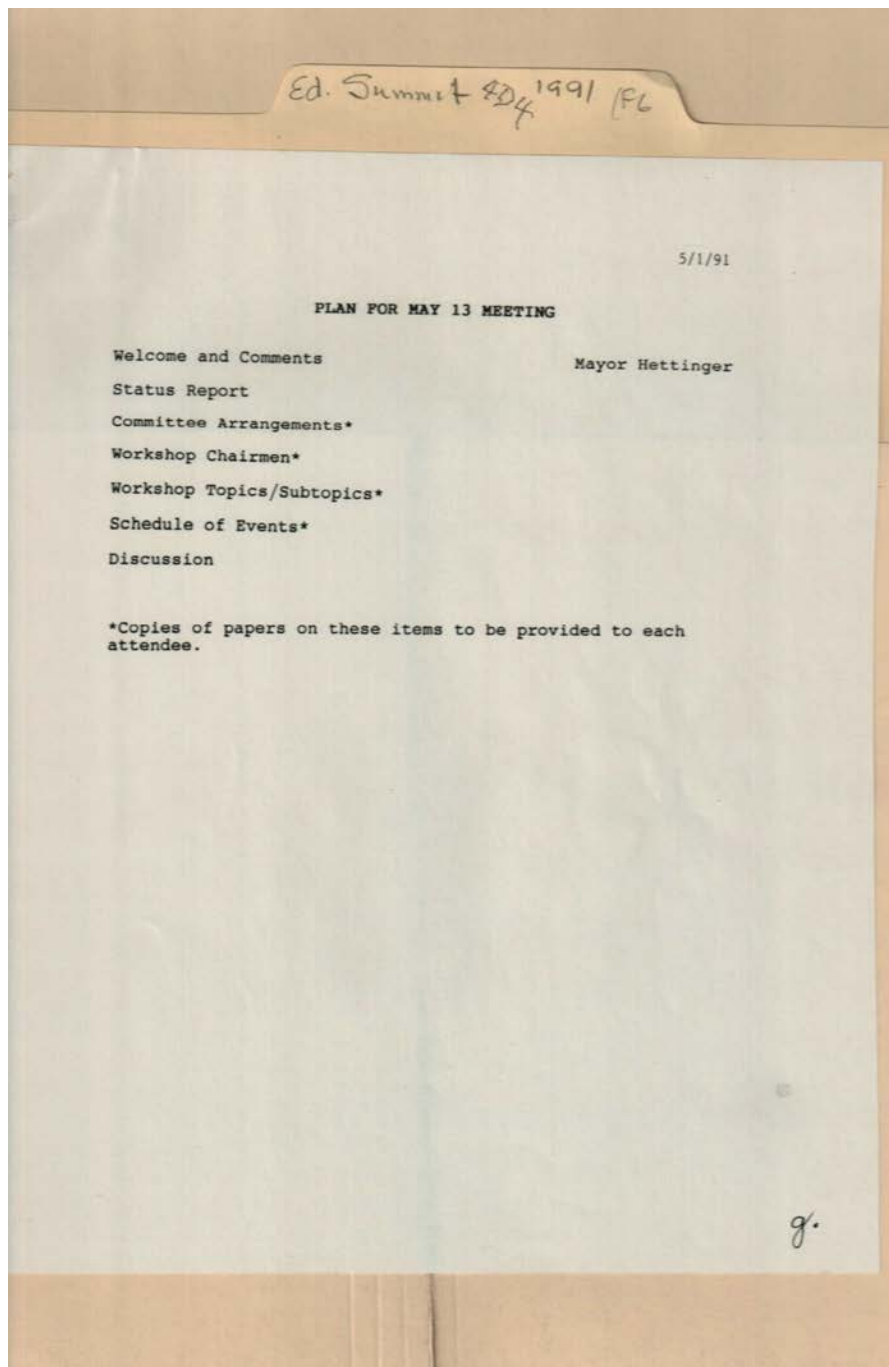 Ed. Summit 1991
5/1/91
PLAN FOR MAY 13 MEETING
Welcome and Comments Mayor Hettinger
Status Report
Committee Arrangements*
Workshop Chairmen*
Workshop Topics/Subtopics*
Schedule of Events*
Discussion
*Copies of papers on these items to be provided to each
attendee.
g.